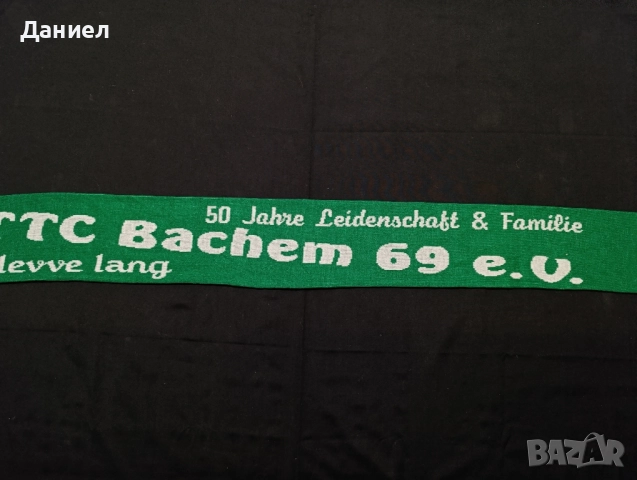 Даниел
50 Jahre Leidenschaft & Familie
TTC Bachem 69 e.V.
levve lang
BAZAR